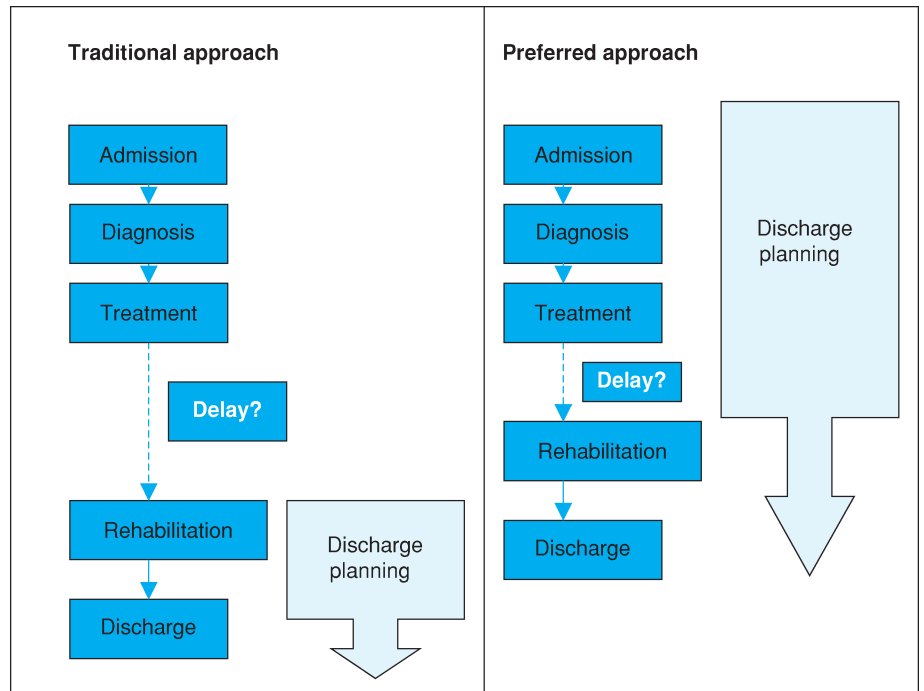 Traditional approach
Admission
Diagnosis
Treatment
Delay?
Rehabilitation
Discharge
planning
Discharge
Preferred approach
Admission
Diagnosis
Treatment
Delay?
Rehabilitation
Discharge
Discharge
planning